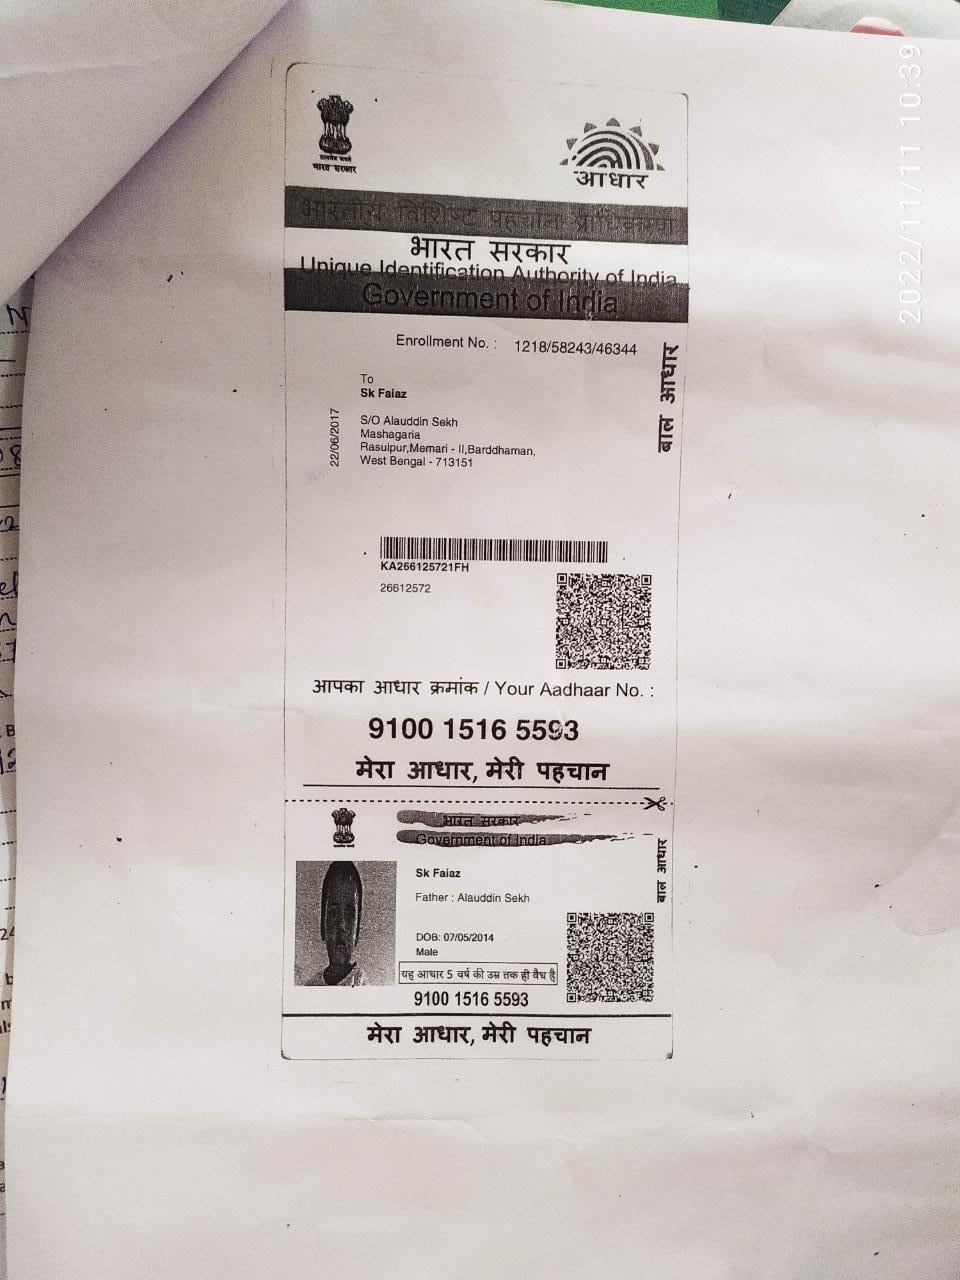 2022/11/11 10:39
सत्यमेव जयते
भारत सरकार
आधार
भारतीय विशिष्ट पहचान प्राधिकरण
भारत सरकार
Unique Identification Authority of India
Government of India
Enrollment No. : 1218/58243/46344
बाल आधार
To
Sk Faiaz
22/06/2017
S/O Alauddin Sekh
Mashagaria
Rasulpur,Memari - II,Barddhaman,
West Bengal - 713151
KA266125721FH
26612572
आपका आधार क्रमांक / Your Aadhaar No. :
9100 1516 5593
मेरा आधार, मेरी पहचान
भारत सरकार
Government of India
बाल आधार
Sk Faiaz
Father : Alauddin Sekh
DOB: 07/05/2014
Male
यह आधार 5 वर्ष की उम्र तक ही वैध है
9100 1516 5593
मेरा आधार, मेरी पहचान